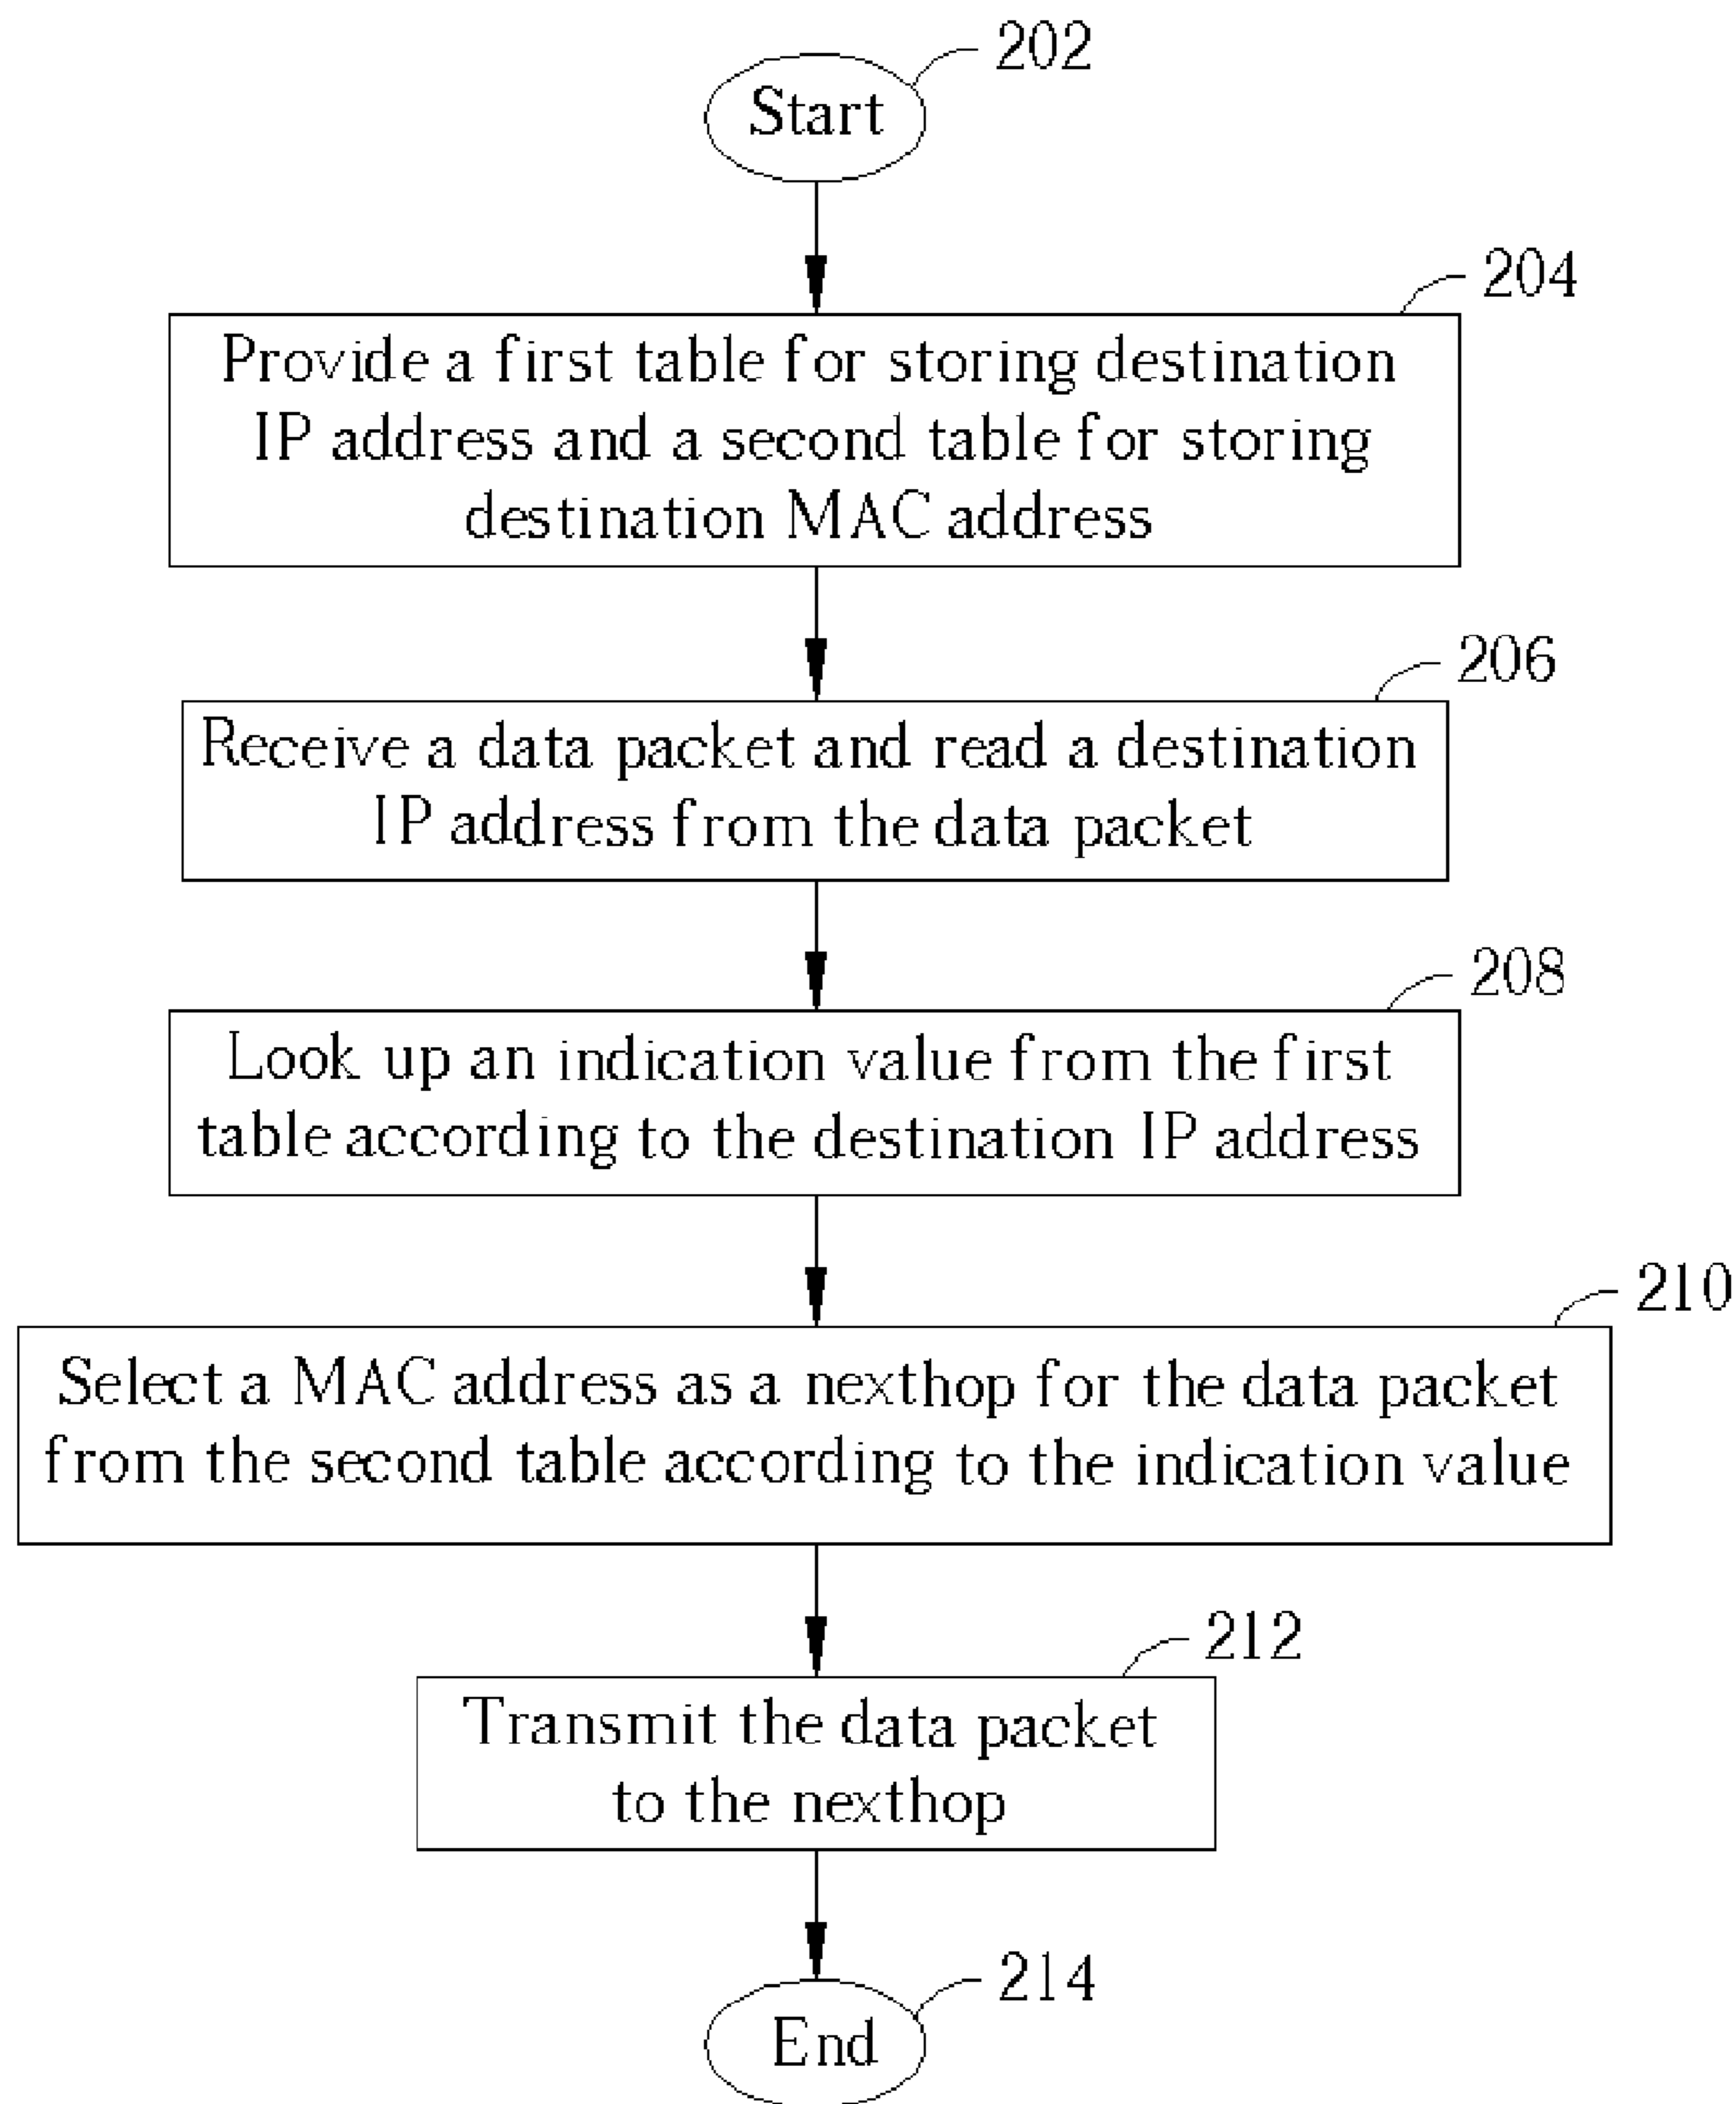 202
Start
204
Provide a first table for storing destination
IP address and a second table for storing
destination MAC address
206
Receive a data packet and read a destination
IP address from the data packet
208
Look up an indication value from the first
table according to the destination IP address
210
Select a MAC address as a nexthop for the data packet
from the second table according to the indication value
212
Transmit the data packet
to the nexthop
214
End